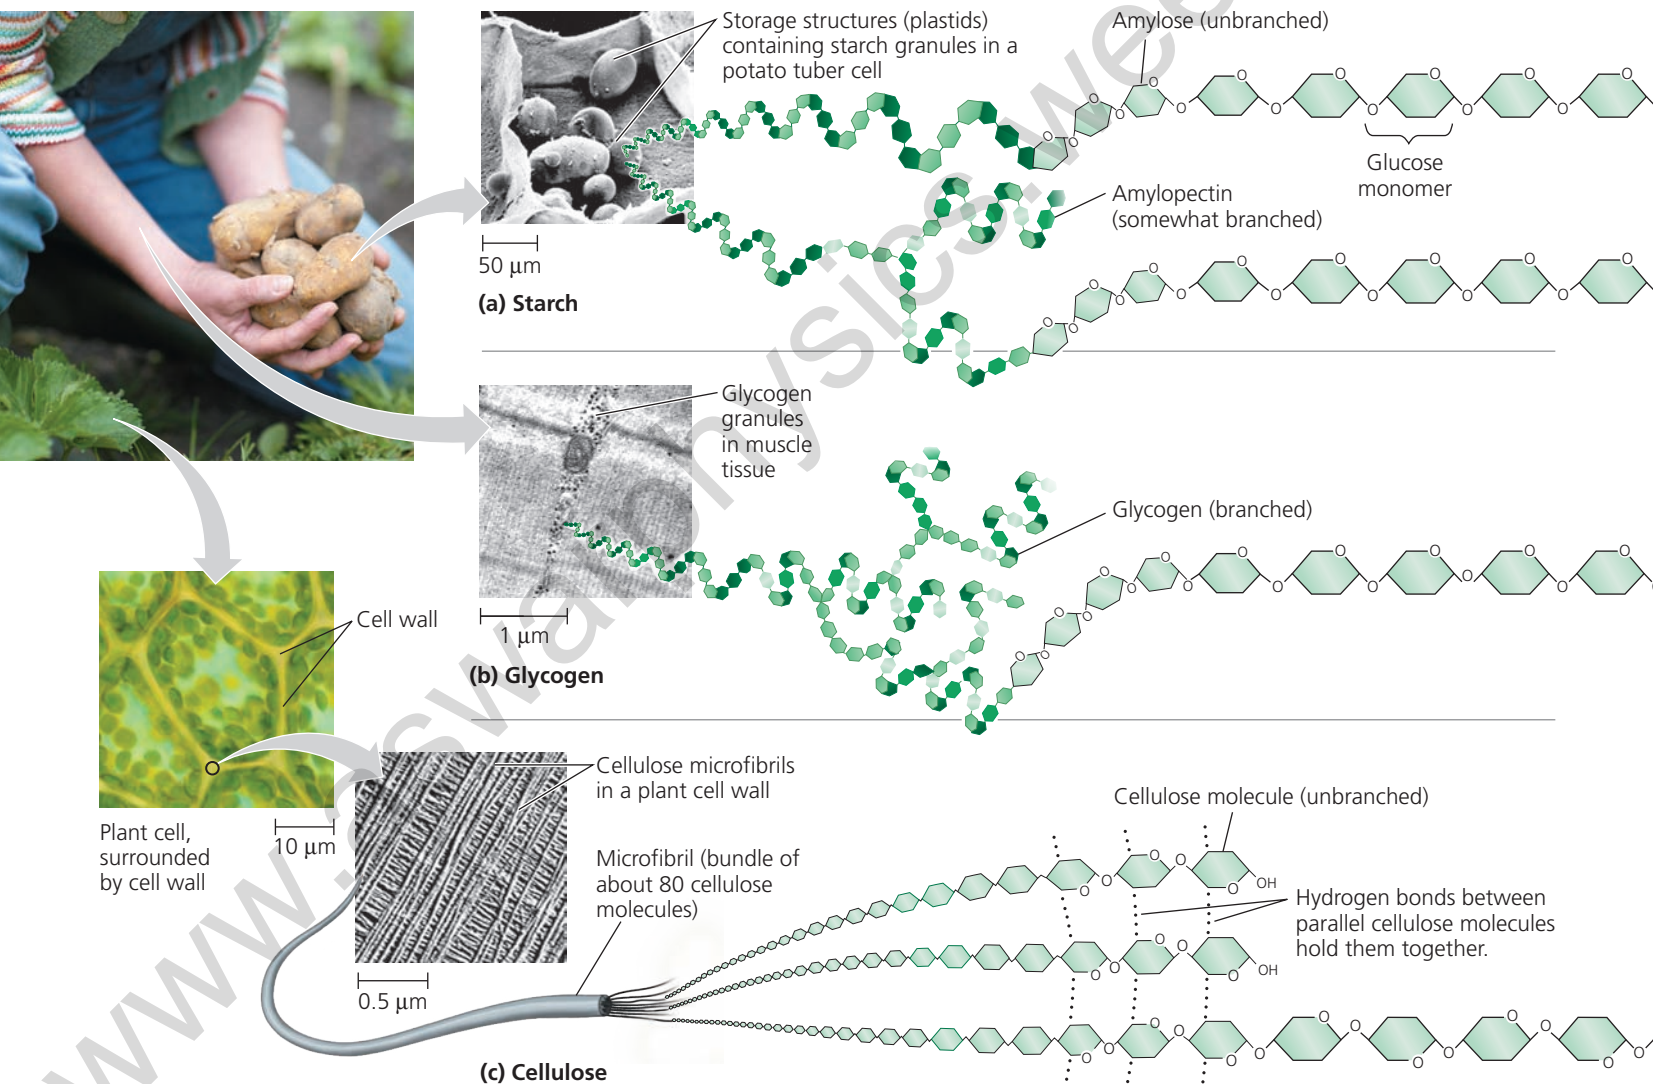 Storage structures (plastids)
containing starch granules in a
potato tuber cell
50 µm
(a) Starch
Amylose (unbranched)
O O O O O O O O
O O O O O O O
Glucose
monomer
Amylopectin
(somewhat branched)
O O O O O O O O
O O O O O O O
Glycogen
granules
in muscle
tissue
1 µm
(b) Glycogen
Glycogen (branched)
O O O O O O O O O
O O O O O O O O
Cell wall
Plant cell,
surrounded
by cell wall
10 µm
Cellulose microfibrils
in a plant cell wall
0.5 µm
Microfibril (bundle of
about 80 cellulose
molecules)
Cellulose molecule (unbranched)
O O
O O O OH
Hydrogen bonds between
parallel cellulose molecules
hold them together.
O O
O O O OH
O O O O O O
O O O O O O O O
(c) Cellulose